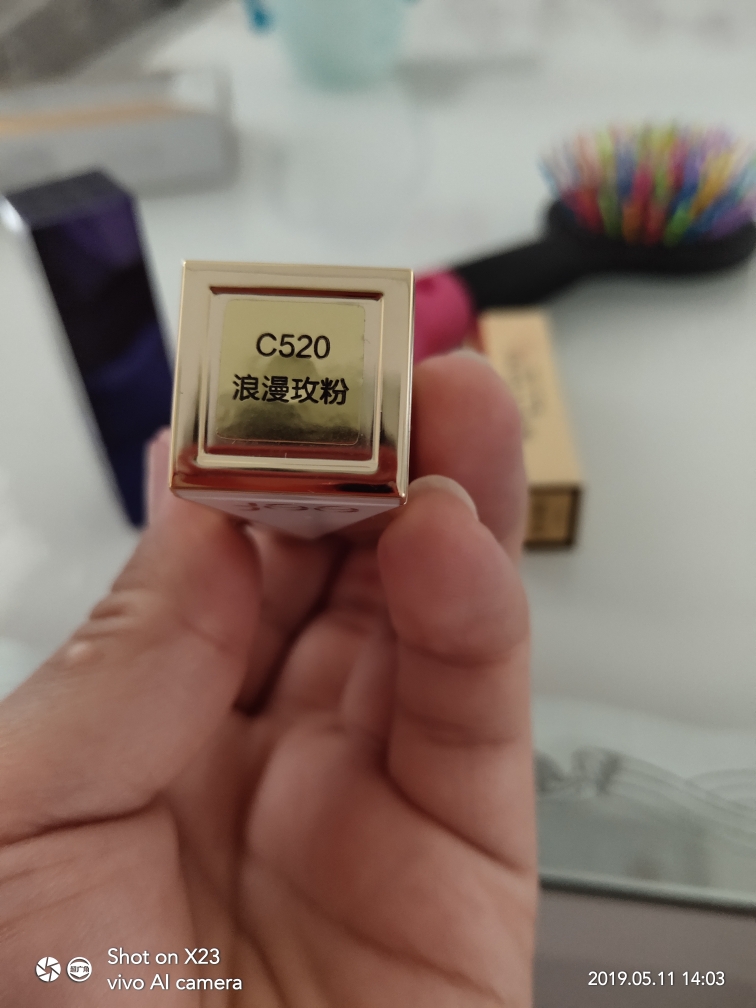 C520
浪漫玫粉
Shot on X23
vivo AI camera
2019.05.11 14:03